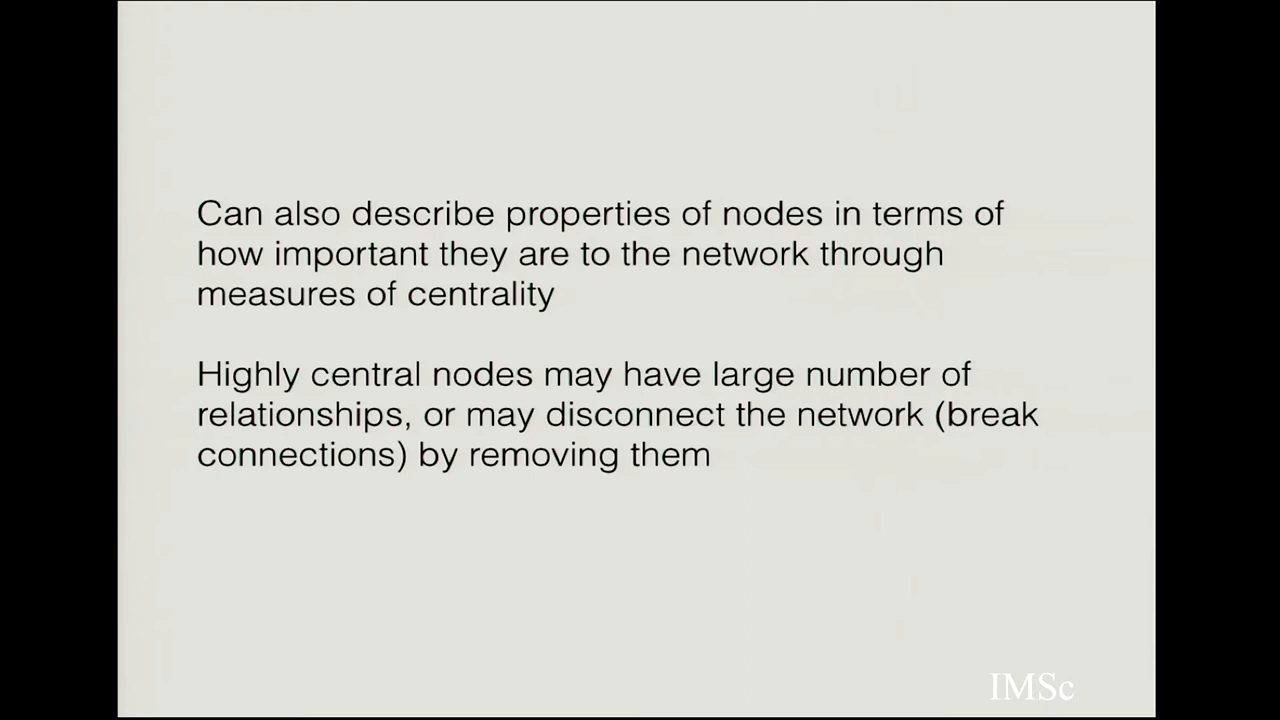 Can also describe properties of nodes in terms of
how important they are to the network through
measures of centrality
Highly central nodes may have large number of
relationships, or may disconnect the network (break
connections) by removing them
IMSc